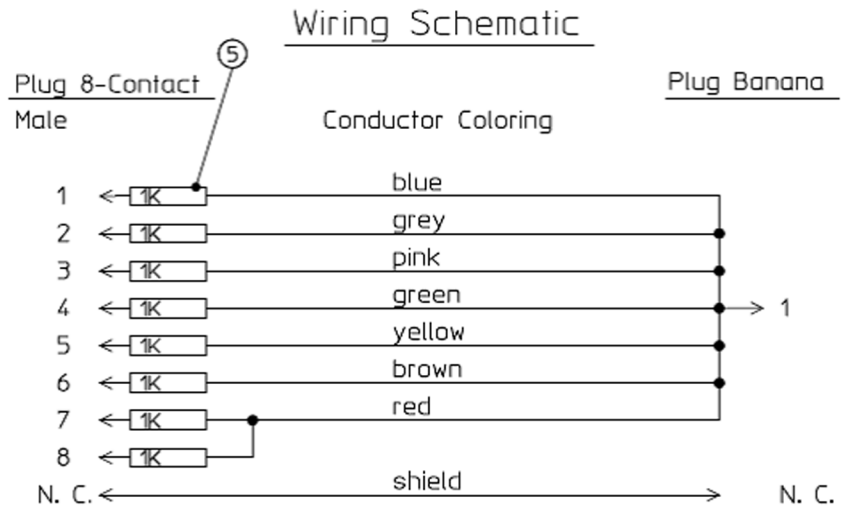 Wiring Schematic
5
Plug 8-Contact
Plug Banana
Male
Conductor Coloring
1 1K blue
2 1K grey
3 1K pink
4 1K green 1
5 1K yellow
6 1K brown
7 1K red
8 1K
N. C. shield N. C.